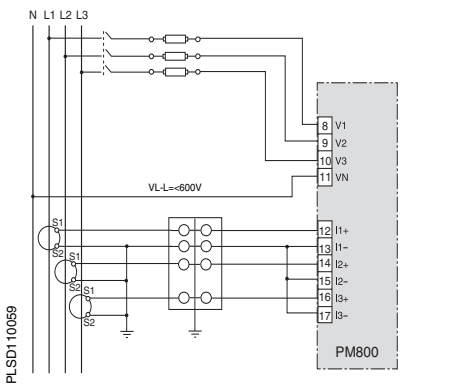 N L1 L2 L3
8 V1
9 V2
10 V3
11 VN
VL-L=<600V
S1
S2
S1
S2
S1
S2
12 I1+
13 I1–
14 I2+
15 I2–
16 I3+
17 I3–
PM800
PLSD110059